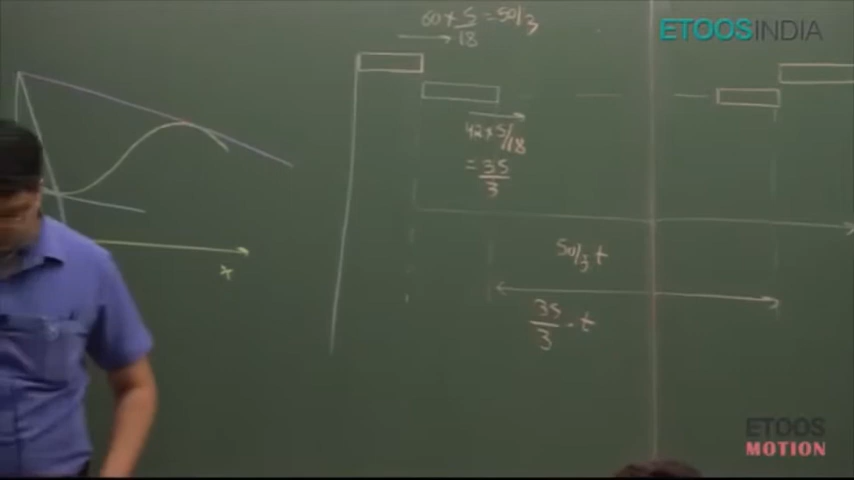 60 × 5/18 = 50/3
ETOOSINDIA
42 × 5/18
= 35/3
x
50/3 t
35/3 . t
ETOOS
MOTION